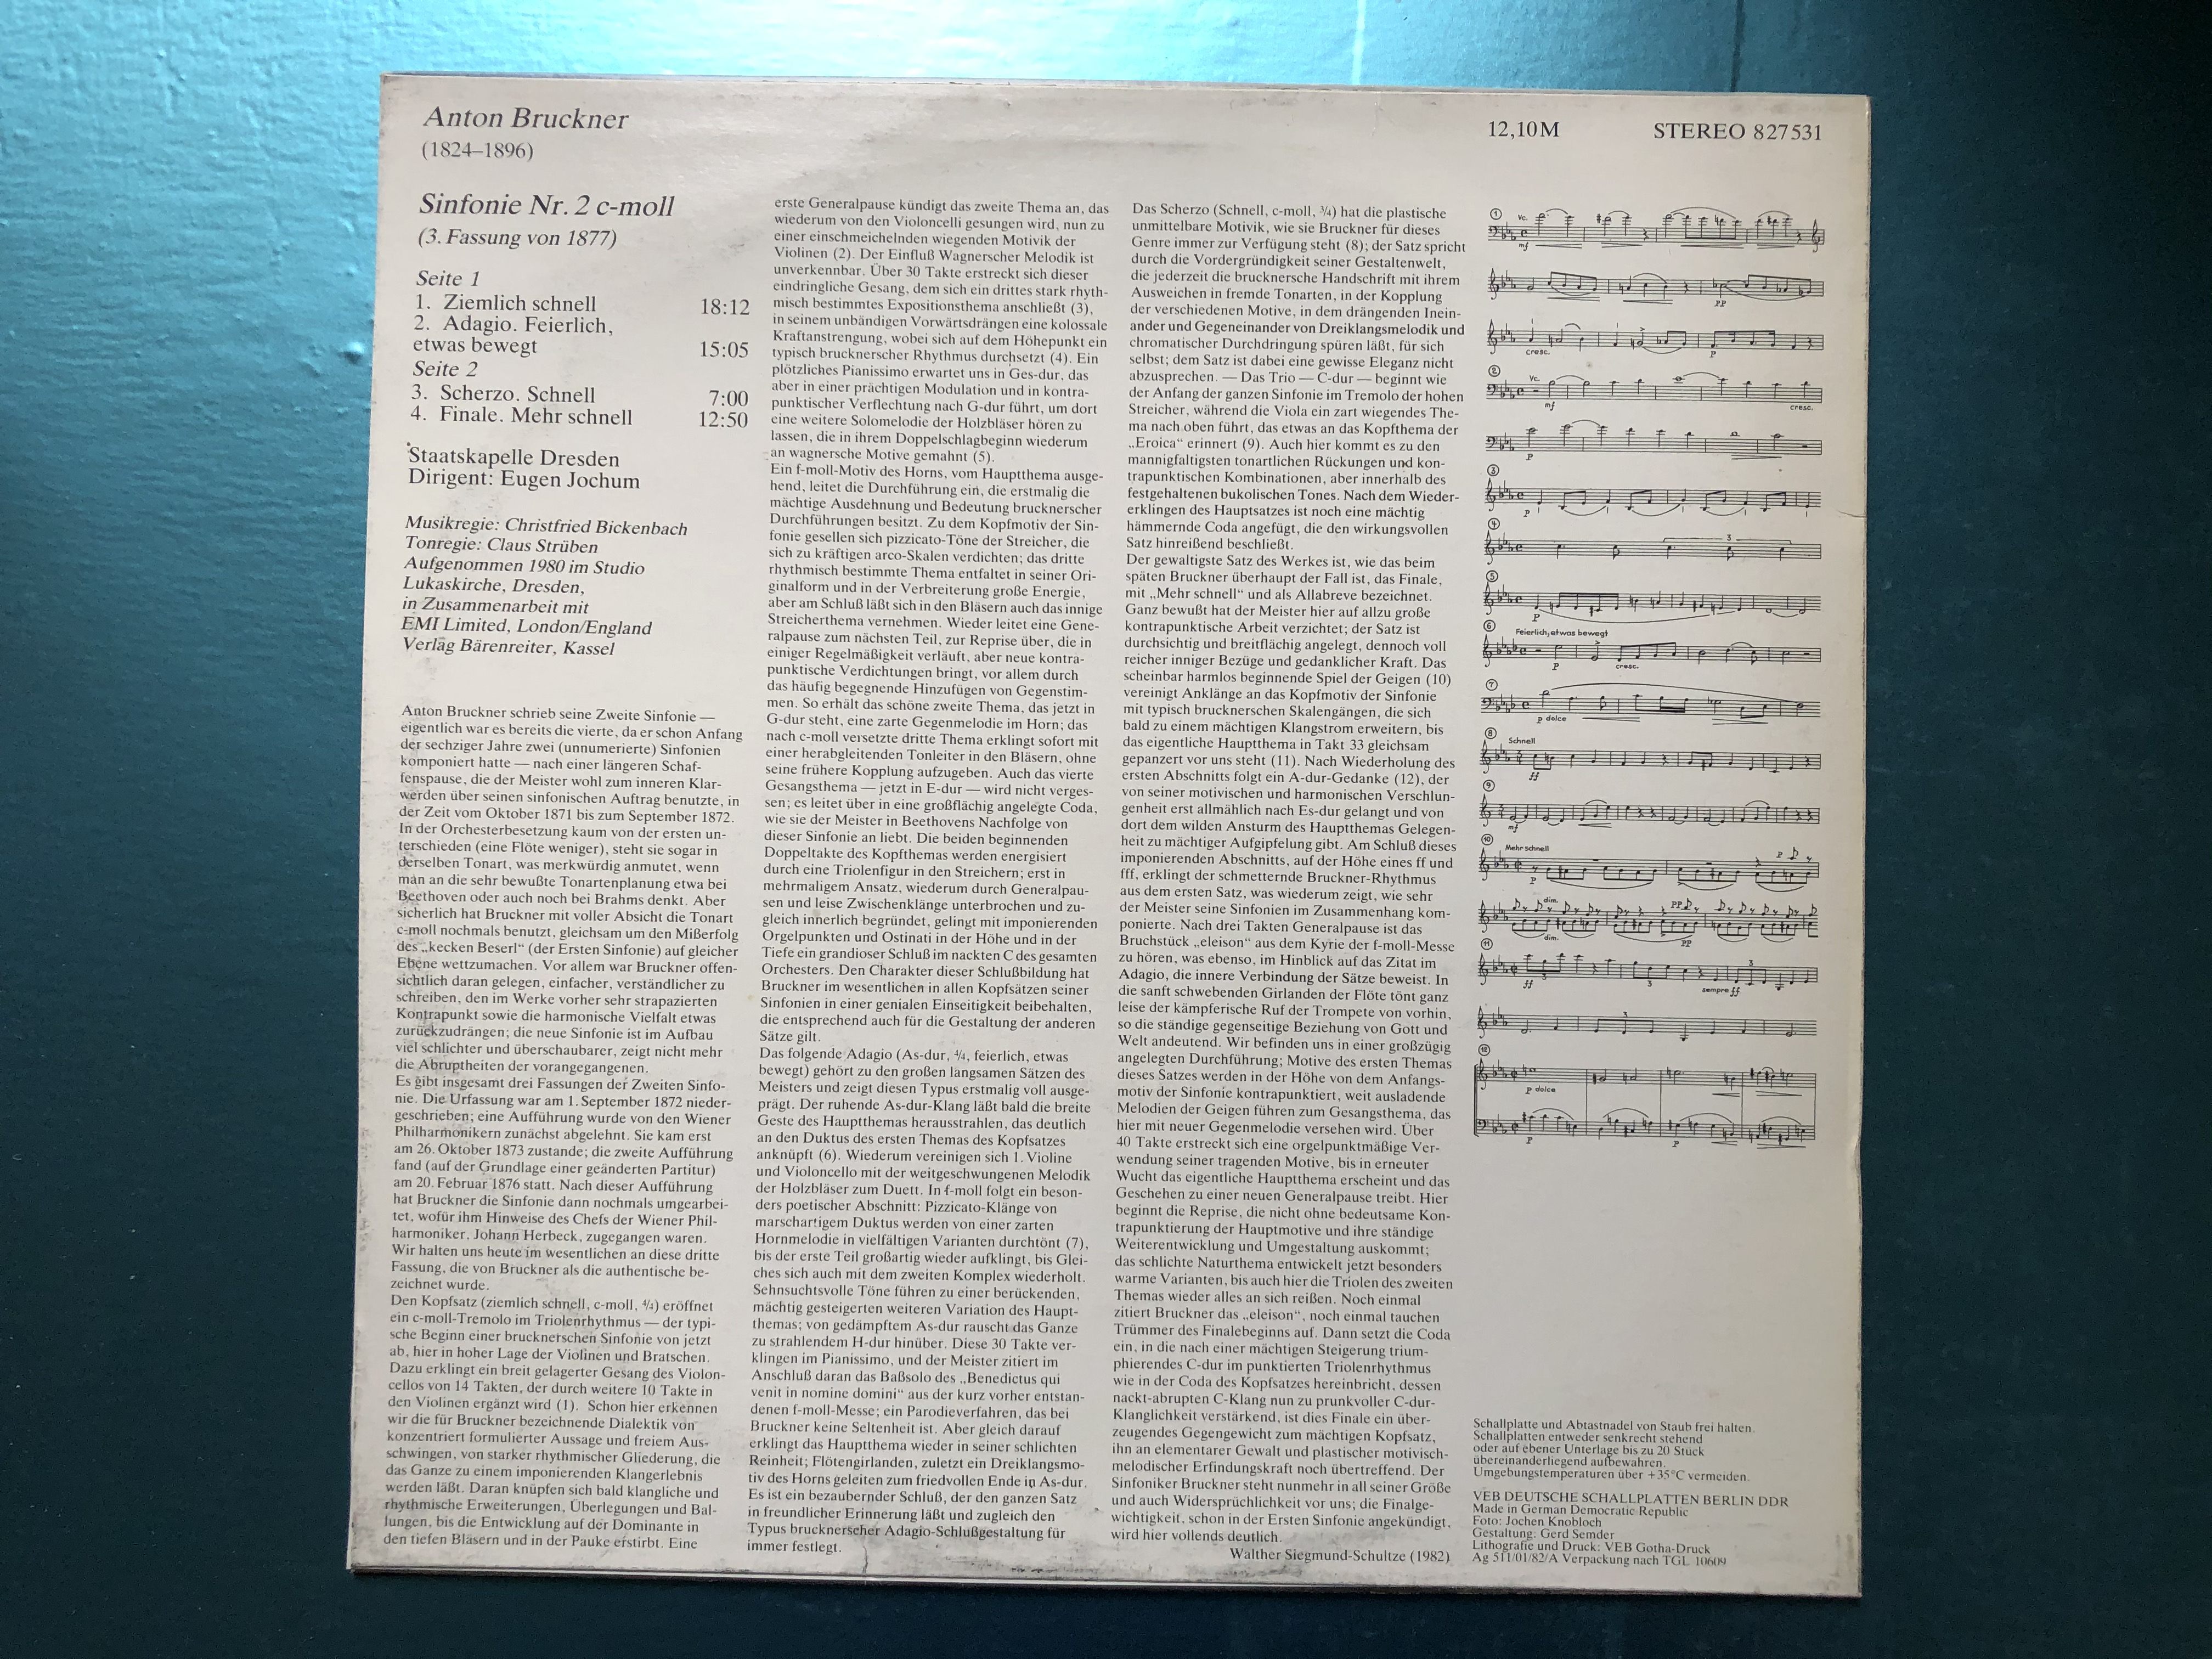 Anton Bruckner
(1824–1896)
12,10 M
STEREO 827531
Sinfonie Nr. 2 c-moll
(3. Fassung von 1877)
Seite 1
1. Ziemlich schnell 18:12
2. Adagio. Feierlich,
etwas bewegt 15:05
Seite 2
3. Scherzo. Schnell 7:00
4. Finale. Mehr schnell 12:50
Staatskapelle Dresden
Dirigent: Eugen Jochum
Musikregie: Christfried Bickenbach
Tonregie: Claus Strüben
Aufgenommen 1980 im Studio
Lukaskirche, Dresden,
in Zusammenarbeit mit
EMI Limited, London/England
Verlag Bärenreiter, Kassel
Anton Bruckner schrieb seine Zweite Sinfonie —
eigentlich war es bereits die vierte, da er schon Anfang
der sechziger Jahre zwei (unnumerierte) Sinfonien
komponiert hatte — nach einer längeren Schaf-
fenspause, die der Meister wohl zum inneren Klar-
werden über seinen sinfonischen Auftrag benutzte, in
der Zeit vom Oktober 1871 bis zum September 1872.
In der Orchesterbesetzung kaum von der ersten un-
terschieden (eine Flöte weniger), steht sie sogar in
derselben Tonart, was merkwürdig anmutet, wenn
man an die sehr bewußte Tonartenplanung etwa bei
Beethoven oder auch noch bei Brahms denkt. Aber
sicherlich hat Bruckner mit voller Absicht die Tonart
c-moll nochmals benutzt, gleichsam um den Mißerfolg
des „kecken Beserl“ (der Ersten Sinfonie) auf gleicher
Ebene wettzumachen. Vor allem war Bruckner offen-
sichtlich daran gelegen, einfacher, verständlicher zu
schreiben, den im Werke vorher sehr strapazierten
Kontrapunkt sowie die harmonische Vielfalt etwas
zurückzudrängen; die neue Sinfonie ist im Aufbau
viel schlichter und überschaubarer, zeigt nicht mehr
die Abruptheiten der vorangegangenen.
Es gibt insgesamt drei Fassungen der Zweiten Sinfo-
nie. Die Urfassung war am 1. September 1872 nieder-
geschrieben; eine Aufführung wurde von den Wiener
Philharmonikern zunächst abgelehnt. Sie kam erst
am 26. Oktober 1873 zustande; die zweite Aufführung
fand (auf der Grundlage einer geänderten Partitur)
am 20. Februar 1876 statt. Nach dieser Aufführung
hat Bruckner die Sinfonie dann nochmals umgearbei-
tet, wofür ihm Hinweise des Chefs der Wiener Phil-
harmoniker, Johann Herbeck, zugegangen waren.
Wir halten uns heute im wesentlichen an diese dritte
Fassung, die von Bruckner als die authentische be-
zeichnet wurde.
Den Kopfsatz (ziemlich schnell, c-moll, 4/4) eröffnet
ein c-moll-Tremolo im Triolenrhythmus — der typi-
sche Beginn einer brucknerschen Sinfonie von jetzt
ab, hier in hoher Lage der Violinen und Bratschen.
Dazu erklingt ein breit gelagerter Gesang des Violon-
cellos von 14 Takten, der durch weitere 10 Takte in
den Violinen ergänzt wird (1). Schon hier erkennen
wir die für Bruckner bezeichnende Dialektik von
konzentriert formulierter Aussage und freiem Aus-
schwingen, von starker rhythmischer Gliederung, die
das Ganze zu einem imponierenden Klangerlebnis
werden läßt. Daran knüpfen sich bald klangliche und
rhythmische Erweiterungen, Überlegungen und Bal-
lungen, bis die Entwicklung auf der Dominante in
den tiefen Bläsern und in der Pauke erstirbt. Eine
erste Generalpause kündigt das zweite Thema an, das
wiederum von den Violoncelli gesungen wird, nun zu
einer einschmeichelnden wiegenden Motivik der
Violinen (2). Der Einfluß Wagnerscher Melodik ist
unverkennbar. Über 30 Takte erstreckt sich dieser
eindringliche Gesang, dem sich ein drittes stark rhyth-
misch bestimmtes Expositionsthema anschließt (3),
in seinem unbändigen Vorwärtsdrängen eine kolossale
Kraftanstrengung, wobei sich auf dem Höhepunkt ein
typisch brucknerscher Rhythmus durchsetzt (4). Ein
plötzliches Pianissimo erwartet uns in Ges-dur, das
aber in einer prächtigen Modulation und in kontra-
punktischer Verflechtung nach G-dur führt, um dort
eine weitere Solomelodie der Holzbläser hören zu
lassen, die in ihrem Doppelschlagbeginn wiederum
an wagnersche Motive gemahnt (5).
Ein f-moll-Motiv des Horns, vom Hauptthema ausge-
hend, leitet die Durchführung ein, die erstmalig die
mächtige Ausdehnung und Bedeutung brucknerscher
Durchführungen besitzt. Zu dem Kopfmotiv der Sin-
fonie gesellen sich pizzicato-Töne der Streicher, die
sich zu kräftigen arco-Skalen verdichten; das dritte
rhythmisch bestimmte Thema entfaltet in seiner Ori-
ginalform und in der Verbreiterung große Energie,
aber am Schluß läßt sich in den Bläsern auch das innige
Streicherthema vernehmen. Wieder leitet eine Gene-
ralpause zum nächsten Teil, zur Reprise über, die in
einiger Regelmäßigkeit verläuft, aber neue kontra-
punktische Verdichtungen bringt, vor allem durch
das häufig begegnende Hinzufügen von Gegenstim-
men. So erhält das schöne zweite Thema, das jetzt in
G-dur steht, eine zarte Gegenmelodie im Horn; das
nach c-moll versetzte dritte Thema erklingt sofort mit
einer herabgleitenden Tonleiter in den Bläsern, ohne
seine frühere Kopplung aufzugeben. Auch das vierte
Gesangsthema — jetzt in E-dur — wird nicht verges-
sen; es leitet über in eine großflächig angelegte Coda,
wie sie der Meister in Beethovens Nachfolge von
dieser Sinfonie an liebt. Die beiden beginnenden
Doppeltakte des Kopfthemas werden energisiert
durch eine Triolenfigur in den Streichern; erst in
mehrmaligem Ansatz, wiederum durch Generalpau-
sen und leise Zwischenklänge unterbrochen und zu-
gleich innerlich begründet, gelingt mit imponierenden
Orgelpunkten und Ostinati in der Höhe und in der
Tiefe ein grandioser Schluß im nackten C des gesamten
Orchesters. Den Charakter dieser Schlußbildung hat
Bruckner im wesentlichen in allen Kopfsätzen seiner
Sinfonien in einer genialen Einseitigkeit beibehalten,
die entsprechend auch für die Gestaltung der anderen
Sätze gilt.
Das folgende Adagio (As-dur, 4/4, feierlich, etwas
bewegt) gehört zu den großen langsamen Sätzen des
Meisters und zeigt diesen Typus erstmalig voll ausge-
prägt. Der ruhende As-dur-Klang läßt bald die breite
Geste des Hauptthemas herausstrahlen, das deutlich
an den Duktus des ersten Themas des Kopfsatzes
anknüpft (6). Wiederum vereinigen sich 1. Violine
und Violoncello mit der weitgeschwungenen Melodik
der Holzbläser zum Duett. In f-moll folgt ein beson-
ders poetischer Abschnitt: Pizzicato-Klänge von
marschartigem Duktus werden von einer zarten
Hornmelodie in vielfältigen Varianten durchtönt (7),
bis der erste Teil großartig wieder aufklingt, bis Glei-
ches sich auch mit dem zweiten Komplex wiederholt.
Sehnsuchtsvolle Töne führen zu einer berückenden,
mächtig gesteigerten weiteren Variation des Haupt-
themas; von gedämpftem As-dur rauscht das Ganze
zu strahlendem H-dur hinüber. Diese 30 Takte ver-
klingen im Pianissimo, und der Meister zitiert im
Anschluß daran das Baßsolo des „Benedictus qui
venit in nomine domini“ aus der kurz vorher entstan-
denen f-moll-Messe; ein Parodieverfahren, das bei
Bruckner keine Seltenheit ist. Aber gleich darauf
erklingt das Hauptthema wieder in seiner schlichten
Reinheit; Flötengirlanden, zuletzt ein Dreiklangsmo-
tiv des Horns geleiten zum friedvollen Ende in As-dur.
Es ist ein bezaubernder Schluß, der den ganzen Satz
in freundlicher Erinnerung läßt und zugleich den
Typus brucknerscher Adagio-Schlußgestaltung für
immer festlegt.
Das Scherzo (Schnell, c-moll, 3/4) hat die plastische
unmittelbare Motivik, wie sie Bruckner für dieses
Genre immer zur Verfügung steht (8); der Satz spricht
durch die Vordergründigkeit seiner Gestaltenwelt,
die jederzeit die brucknersche Handschrift mit ihrem
Ausweichen in fremde Tonarten, in der Kopplung
der verschiedenen Motive, in dem drängenden Inein-
ander und Gegeneinander von Dreiklangsmelodik und
chromatischer Durchdringung spüren läßt, für sich
selbst; dem Satz ist dabei eine gewisse Eleganz nicht
abzusprechen. — Das Trio — C-dur — beginnt wie
der Anfang der ganzen Sinfonie im Tremolo der hohen
Streicher, während die Viola ein zart wiegendes The-
ma nach oben führt, das etwas an das Kopfthema der
„Eroica“ erinnert (9). Auch hier kommt es zu den
mannigfaltigsten tonartlichen Rückungen und kon-
trapunktischen Kombinationen, aber innerhalb des
festgehaltenen bukolischen Tones. Nach dem Wieder-
erklingen des Hauptsatzes ist noch eine mächtig
hämmernde Coda angefügt, die den wirkungsvollen
Satz hinreißend beschließt.
Der gewaltigste Satz des Werkes ist, wie das beim
späten Bruckner überhaupt der Fall ist, das Finale,
mit „Mehr schnell“ und als Allabreve bezeichnet.
Ganz bewußt hat der Meister hier auf allzu große
kontrapunktische Arbeit verzichtet; der Satz ist
durchsichtig und breitflächig angelegt, dennoch voll
reicher inniger Bezüge und gedanklicher Kraft. Das
scheinbar harmlos beginnende Spiel der Geigen (10)
vereinigt Anklänge an das Kopfmotiv der Sinfonie
mit typisch brucknerschen Skalengängen, die sich
bald zu einem mächtigen Klangstrom erweitern, bis
das eigentliche Hauptthema in Takt 33 gleichsam
gepanzert vor uns steht (11). Nach Wiederholung des
ersten Abschnitts folgt ein A-dur-Gedanke (12), der
von seiner motivischen und harmonischen Verschlun-
genheit erst allmählich nach Es-dur gelangt und von
dort dem wilden Ansturm des Hauptthemas Gelegen-
heit zu mächtiger Aufgipfelung gibt. Am Schluß dieses
imponierenden Abschnitts, auf der Höhe eines ff und
fff, erklingt der schmetternde Bruckner-Rhythmus
aus dem ersten Satz, was wiederum zeigt, wie sehr
der Meister seine Sinfonien im Zusammenhang kom-
ponierte. Nach drei Takten Generalpause ist das
Bruchstück „eleison“ aus dem Kyrie der f-moll-Messe
zu hören, was ebenso, im Hinblick auf das Zitat im
Adagio, die innere Verbindung der Sätze beweist. In
die sanft schwebenden Girlanden der Flöte tönt ganz
leise der kämpferische Ruf der Trompete von vorhin,
so die ständige gegenseitige Beziehung von Gott und
Welt andeutend. Wir befinden uns in einer großzügig
angelegten Durchführung; Motive des ersten Themas
dieses Satzes werden in der Höhe von dem Anfangs-
motiv der Sinfonie kontrapunktiert, weit ausladende
Melodien der Geigen führen zum Gesangsthema, das
hier mit neuer Gegenmelodie versehen wird. Über
40 Takte erstreckt sich eine orgelpunktmäßige Ver-
wendung seiner tragenden Motive, bis in erneuter
Wucht das eigentliche Hauptthema erscheint und das
Geschehen zu einer neuen Generalpause treibt. Hier
beginnt die Reprise, die nicht ohne bedeutsame Kon-
trapunktierung der Hauptmotive und ihre ständige
Weiterentwicklung und Umgestaltung auskommt;
das schlichte Naturthema entwickelt jetzt besonders
warme Varianten, bis auch hier die Triolen des zweiten
Themas wieder alles an sich reißen. Noch einmal
zitiert Bruckner das „eleison“, noch einmal tauchen
Trümmer des Finalebeginns auf. Dann setzt die Coda
ein, in die nach einer mächtigen Steigerung trium-
phierendes C-dur im punktierten Triolenrhythmus
wie in der Coda des Kopfsatzes hereinbricht, dessen
nackt-abrupten C-Klang nun zu prunkvoller C-dur-
Klanglichkeit verstärkend, ist dies Finale ein über-
zeugendes Gegengewicht zum mächtigen Kopfsatz,
ihn an elementarer Gewalt und plastischer motivisch-
melodischer Erfindungskraft noch übertreffend. Der
Sinfoniker Bruckner steht nunmehr in all seiner Größe
und auch Widersprüchlichkeit vor uns; die Finalge-
wichtigkeit, schon in der Ersten Sinfonie angekündigt,
wird hier vollends deutlich.
Walther Siegmund-Schultze (1982)
1 Vc.
mf
pp
cresc. p
2 Vc.
mf cresc.
p
3
p
4
3
5
p
6 Feierlich, etwas bewegt
p cresc.
7
p dolce
8 Schnell
ff
9
mf
10 Mehr schnell
p p
dim. pp
dim. pp
11
ff 3 3 sempre ff 3
3
12
p dolce
p p
Schallplatte und Abtastnadel von Staub frei halten.
Schallplatten entweder senkrecht stehend
oder auf ebener Unterlage bis zu 20 Stück
übereinanderliegend aufbewahren.
Umgebungstemperaturen über +35°C vermeiden.
VEB DEUTSCHE SCHALLPLATTEN BERLIN DDR
Made in German Democratic Republic
Foto: Jochen Knobloch
Gestaltung: Gerd Semder
Lithografie und Druck: VEB Gotha-Druck
Ag 511/01/82/A Verpackung nach TGL 10609